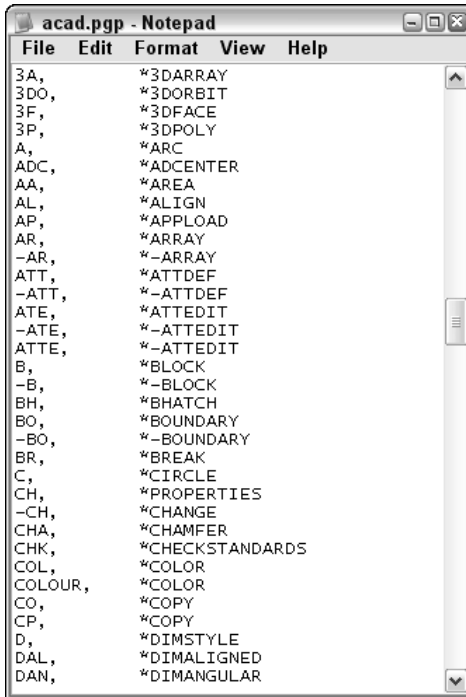 acad.pgp - Notepad
File Edit Format View Help
3A, *3DARRAY
3DO, *3DORBIT
3F, *3DFACE
3P, *3DPOLY
A, *ARC
ADC, *ADCENTER
AA, *AREA
AL, *ALIGN
AP, *APPLOAD
AR, *ARRAY
-AR, *-ARRAY
ATT, *ATTDEF
-ATT, *-ATTDEF
ATE, *ATTEDIT
-ATE, *-ATTEDIT
ATTE, *-ATTEDIT
B, *BLOCK
-B, *-BLOCK
BH, *BHATCH
BO, *BOUNDARY
-BO, *-BOUNDARY
BR, *BREAK
C, *CIRCLE
CH, *PROPERTIES
-CH, *CHANGE
CHA, *CHAMFER
CHK, *CHECKSTANDARDS
COL, *COLOR
COLOUR, *COLOR
CO, *COPY
CP, *COPY
D, *DIMSTYLE
DAL, *DIMALIGNED
DAN, *DIMANGULAR